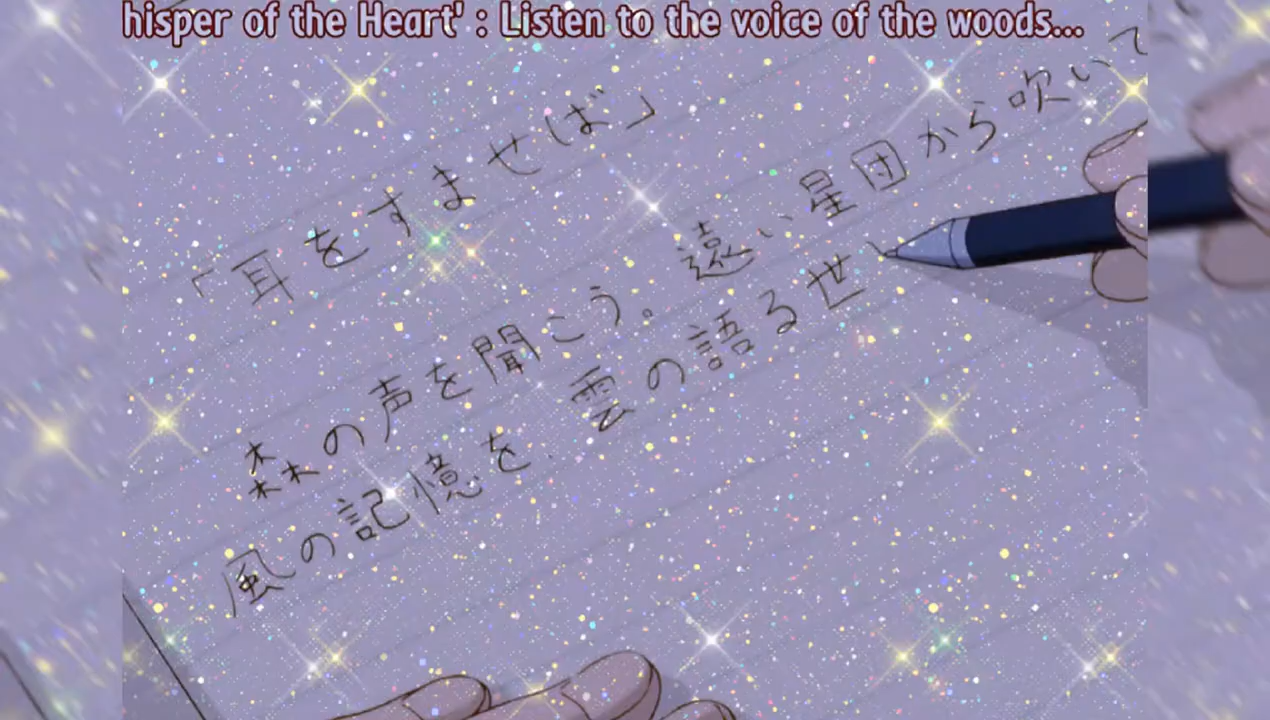 hisper of the Heart' : Listen to the voice of the woods...
「耳をすませば」
森の声を聞こう。遠い星団から吹いて
風の記憶を、雲の語る世